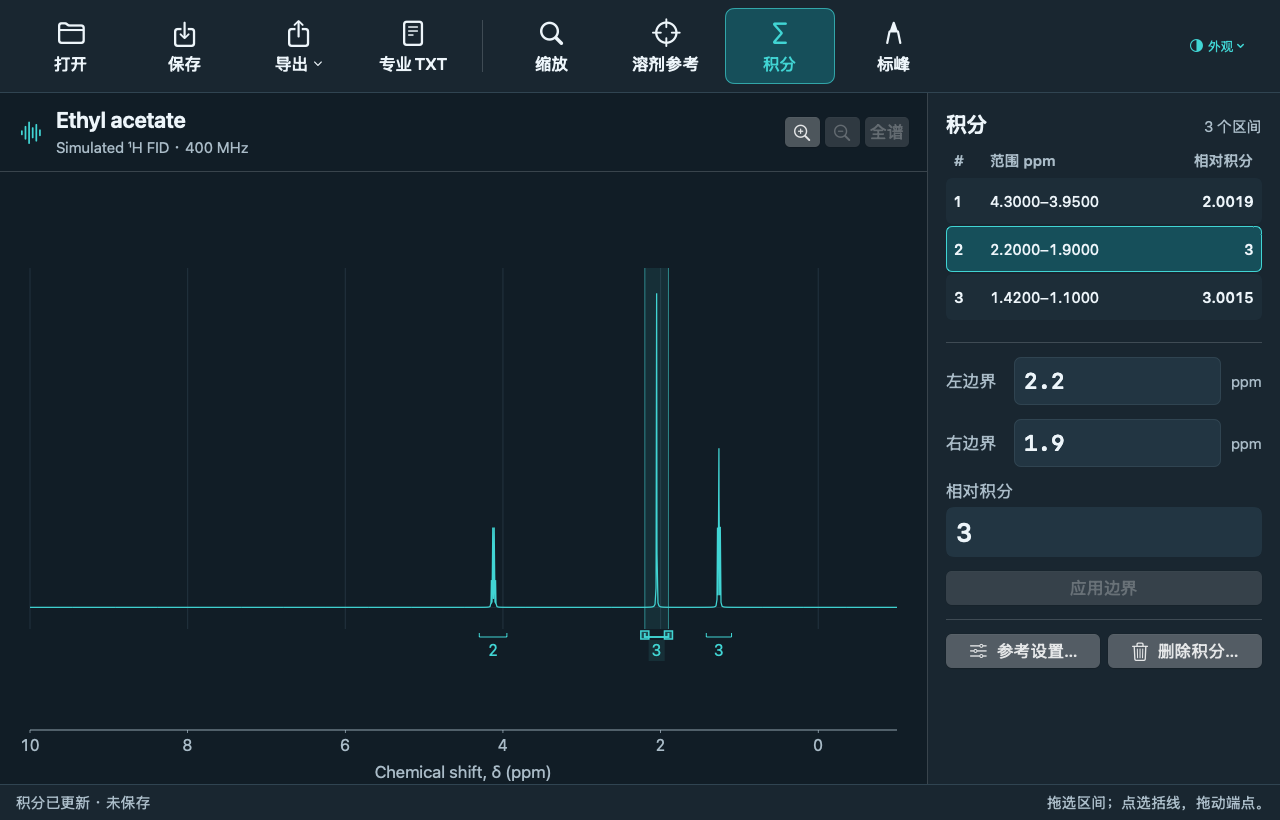 打开
保存
导出
专业 TXT
缩放
溶剂参考
积分
标峰
外观
Ethyl acetate
Simulated ¹H FID · 400 MHz
全谱
2
3
3
10
8
6
4
2
0
Chemical shift, δ (ppm)
积分
3 个区间
# 范围 ppm 相对积分
1 4.3000–3.9500 2.0019
2 2.2000–1.9000 3
3 1.4200–1.1000 3.0015
左边界 2.2 ppm
右边界 1.9 ppm
相对积分
3
应用边界
参考设置...
删除积分...
积分已更新 · 未保存
拖选区间；点选括线，拖动端点。